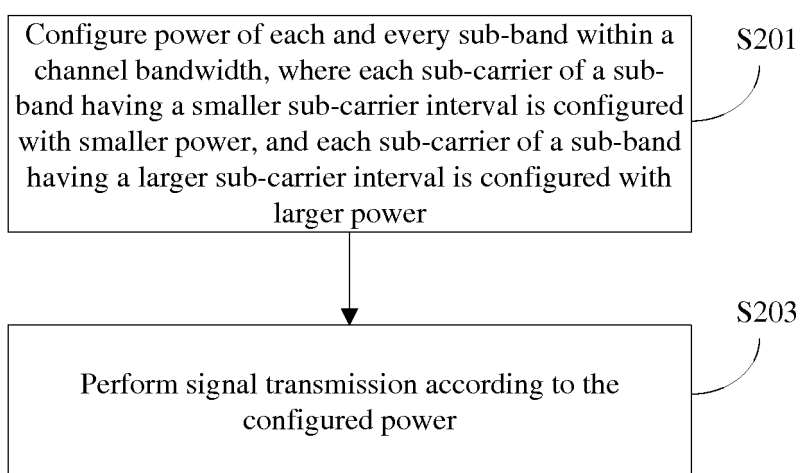 Configure power of each and every sub-band within a
S201
channel bandwidth, where each sub-carrier of a sub-
band having a smaller sub-carrier interval is configured
with smaller power, and each sub-carrier of a sub-band
having a larger sub-carrier interval is configured with
larger power
S203
Perform signal transmission according to the
configured power